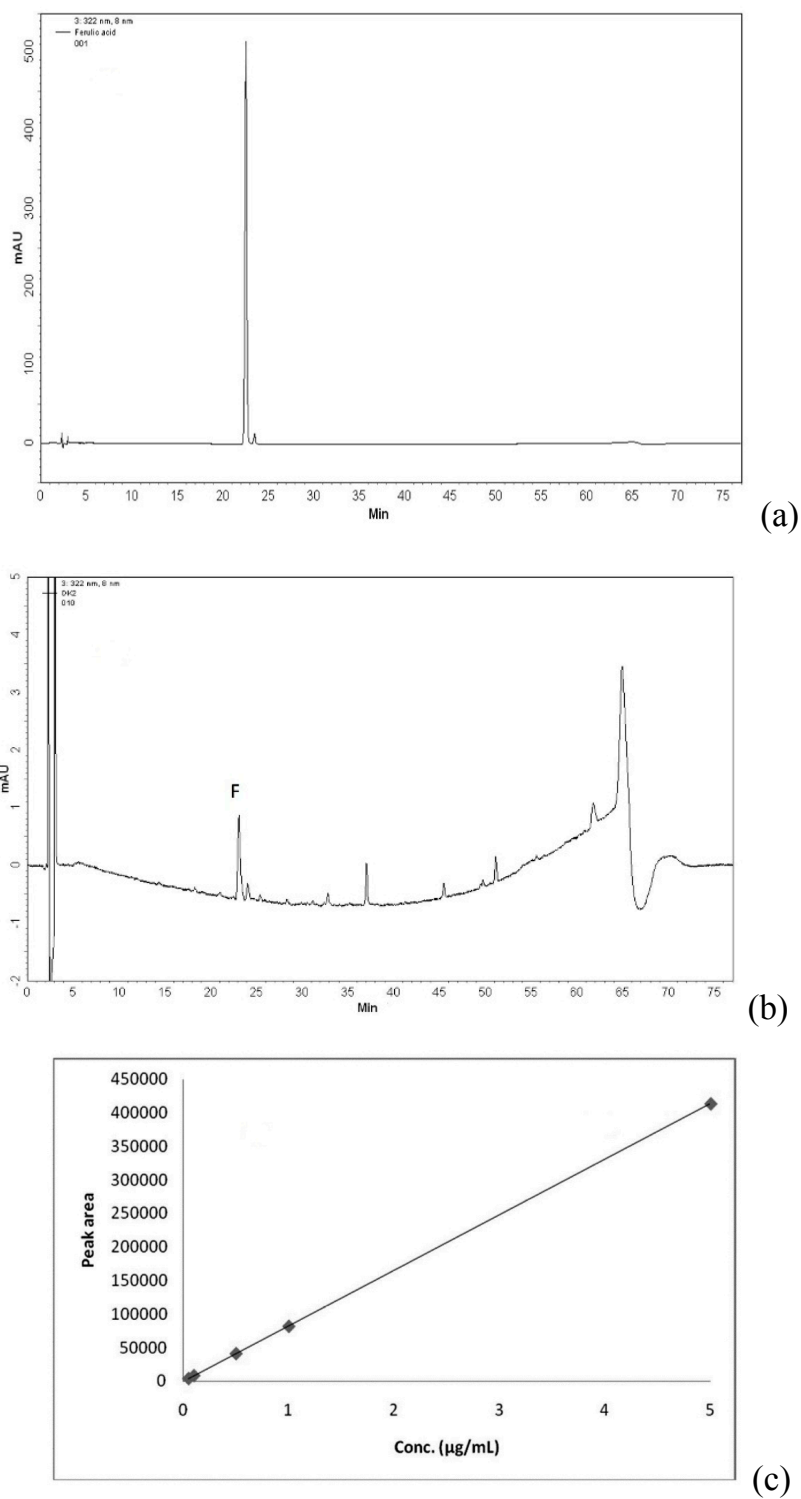 3: 322 nm, 8 nm
Ferulic acid
001
500
400
300
200
100
0
mAU
0 5 10 15 20 25 30 35 40 45 50 55 60 65 70 75
Min
(a)
3: 322 nm, 8 nm
DK2
010
5
4
3
2
1
0
-1
-2
mAU
F
0 5 10 15 20 25 30 35 40 45 50 55 60 65 70 75
Min
(b)
450000
400000
350000
300000
250000
200000
150000
100000
50000
0
Peak area
0 1 2 3 4 5
Conc. (µg/mL)
(c)